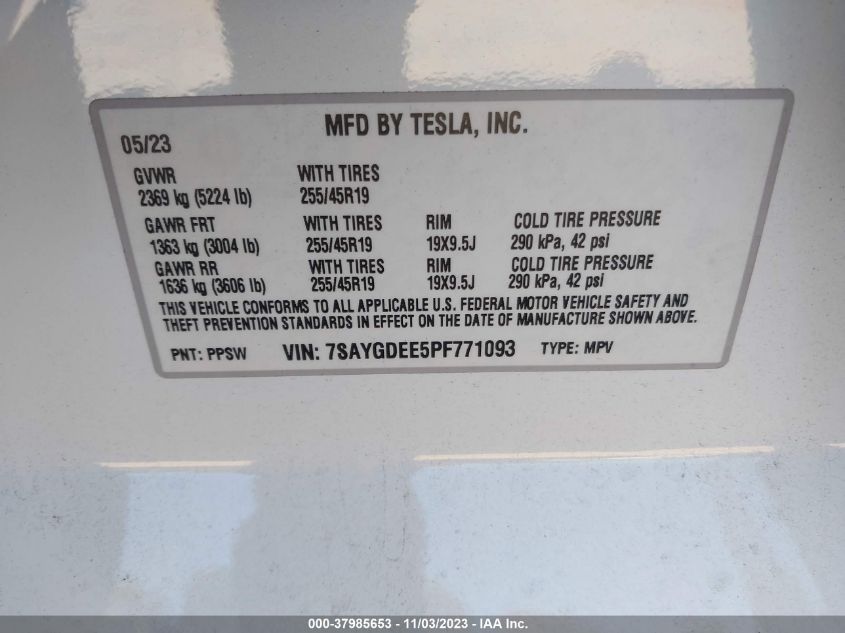 MFD BY TESLA, INC.
05/23
GVWR WITH TIRES
2369 kg (5224 lb) 255/45R19
GAWR FRT WITH TIRES RIM COLD TIRE PRESSURE
1363 kg (3004 lb) 255/45R19 19X9.5J 290 kPa, 42 psi
GAWR RR WITH TIRES RIM COLD TIRE PRESSURE
1636 kg (3606 lb) 255/45R19 19X9.5J 290 kPa, 42 psi
THIS VEHICLE CONFORMS TO ALL APPLICABLE U.S. FEDERAL MOTOR VEHICLE SAFETY AND
THEFT PREVENTION STANDARDS IN EFFECT ON THE DATE OF MANUFACTURE SHOWN ABOVE.
PNT: PPSW VIN: 7SAYGDEE5PF771093 TYPE: MPV
000-37985653 - 11/03/2023 - IAA Inc.